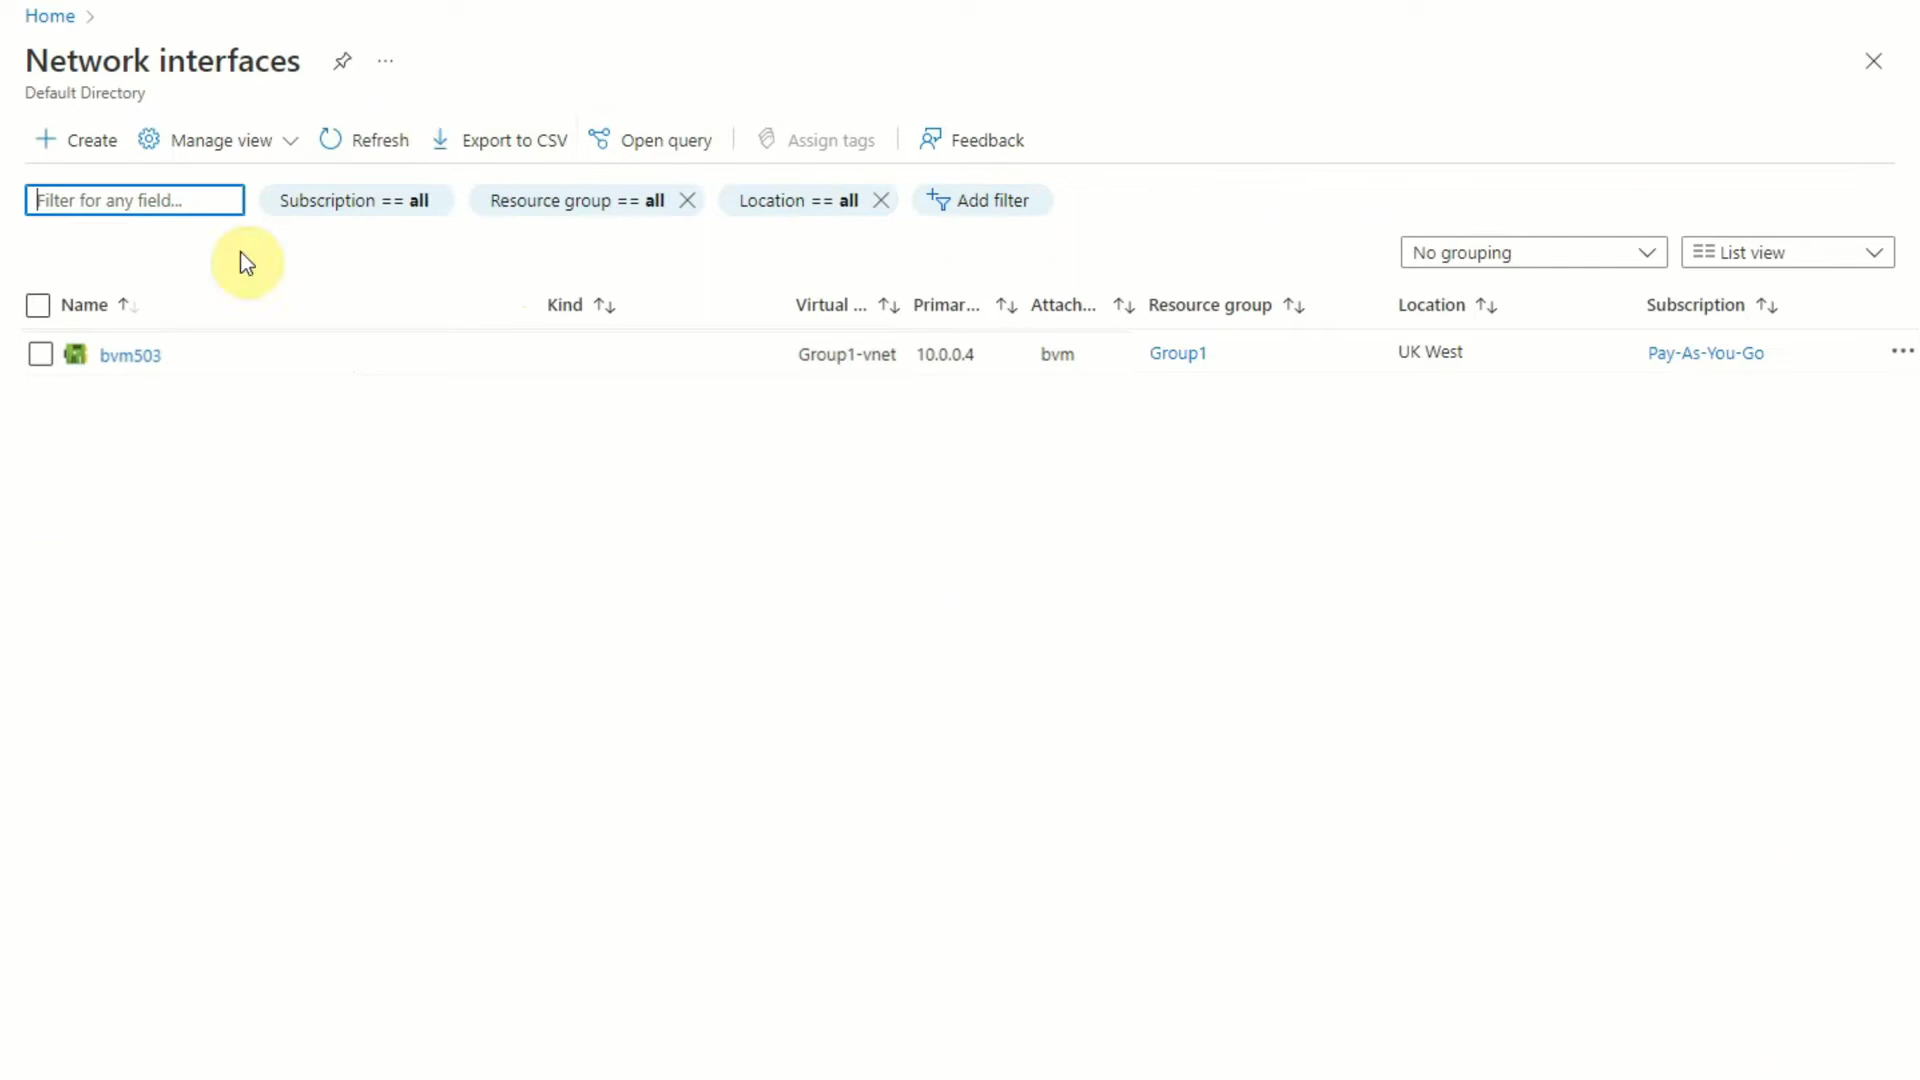 Home
Network interfaces ...
Default Directory
Create Manage view Refresh Export to CSV Open query Assign tags Feedback
Filter for any field... Subscription == all Resource group == all Location == all Add filter
No grouping List view
Name Kind Virtual ... Primar... Attach... Resource group Location Subscription
bvm503 Group1-vnet 10.0.0.4 bvm Group1 UK West Pay-As-You-Go ...